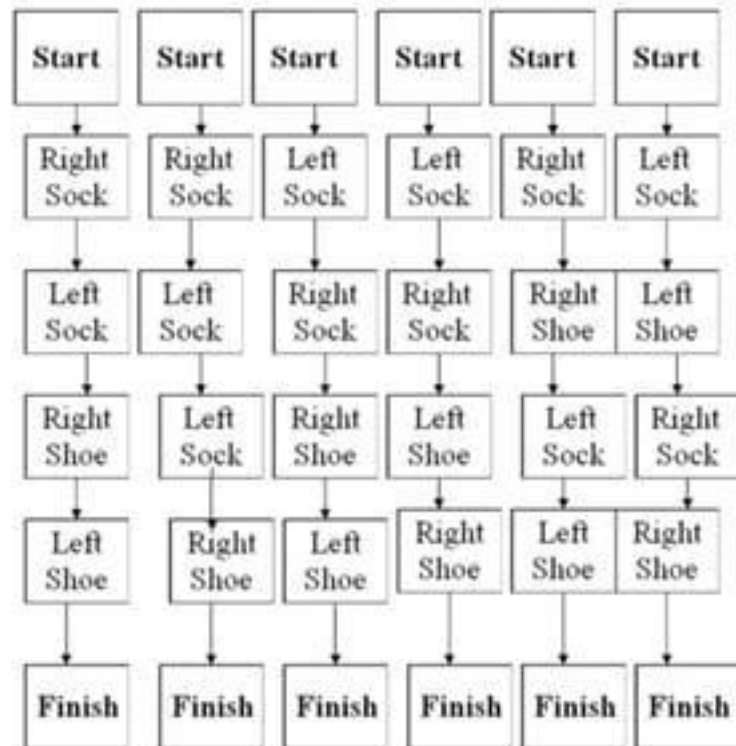 Start Start Start Start Start Start
Right Right Left Left Right Left
Sock Sock Sock Sock Sock Sock
Left Left Right Right Right Left
Sock Sock Sock Sock Shoe Shoe
Right Left Right Left Left Right
Shoe Sock Shoe Shoe Sock Sock
Left Right Left Right Left Right
Shoe Shoe Shoe Shoe Shoe Shoe
Finish Finish Finish Finish Finish Finish